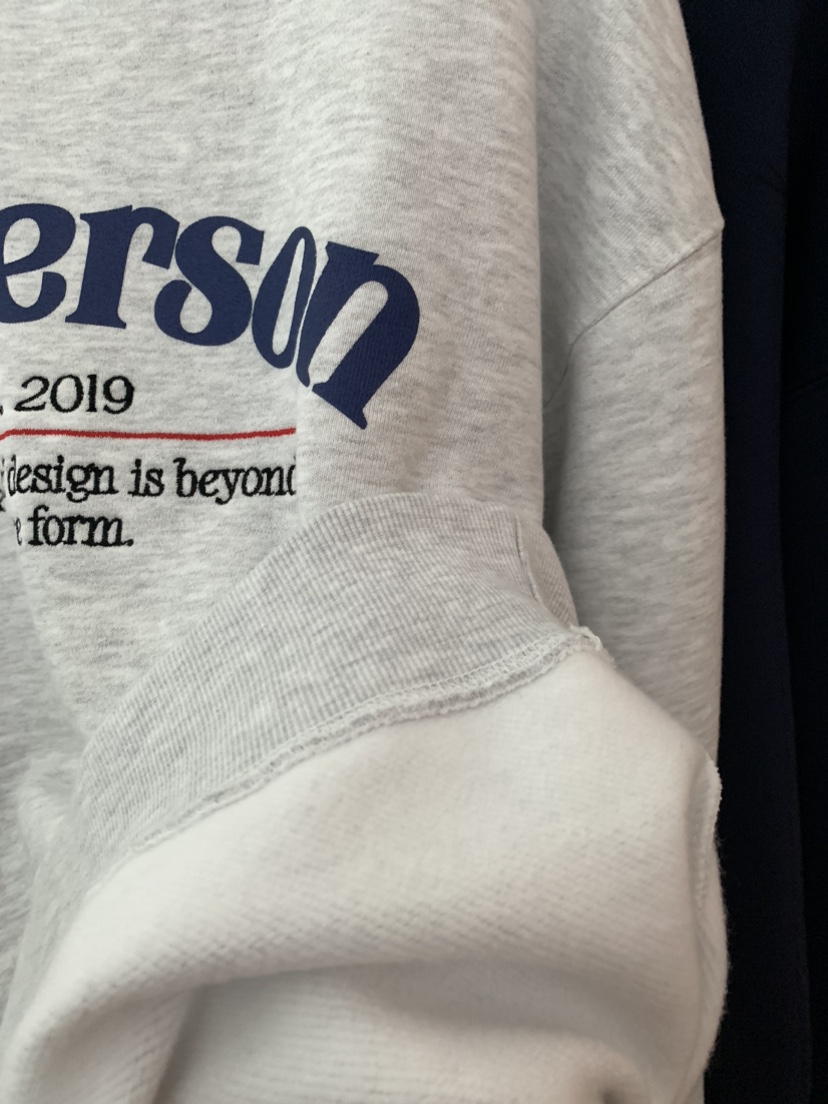 erson
, 2019
design is beyond
e form.